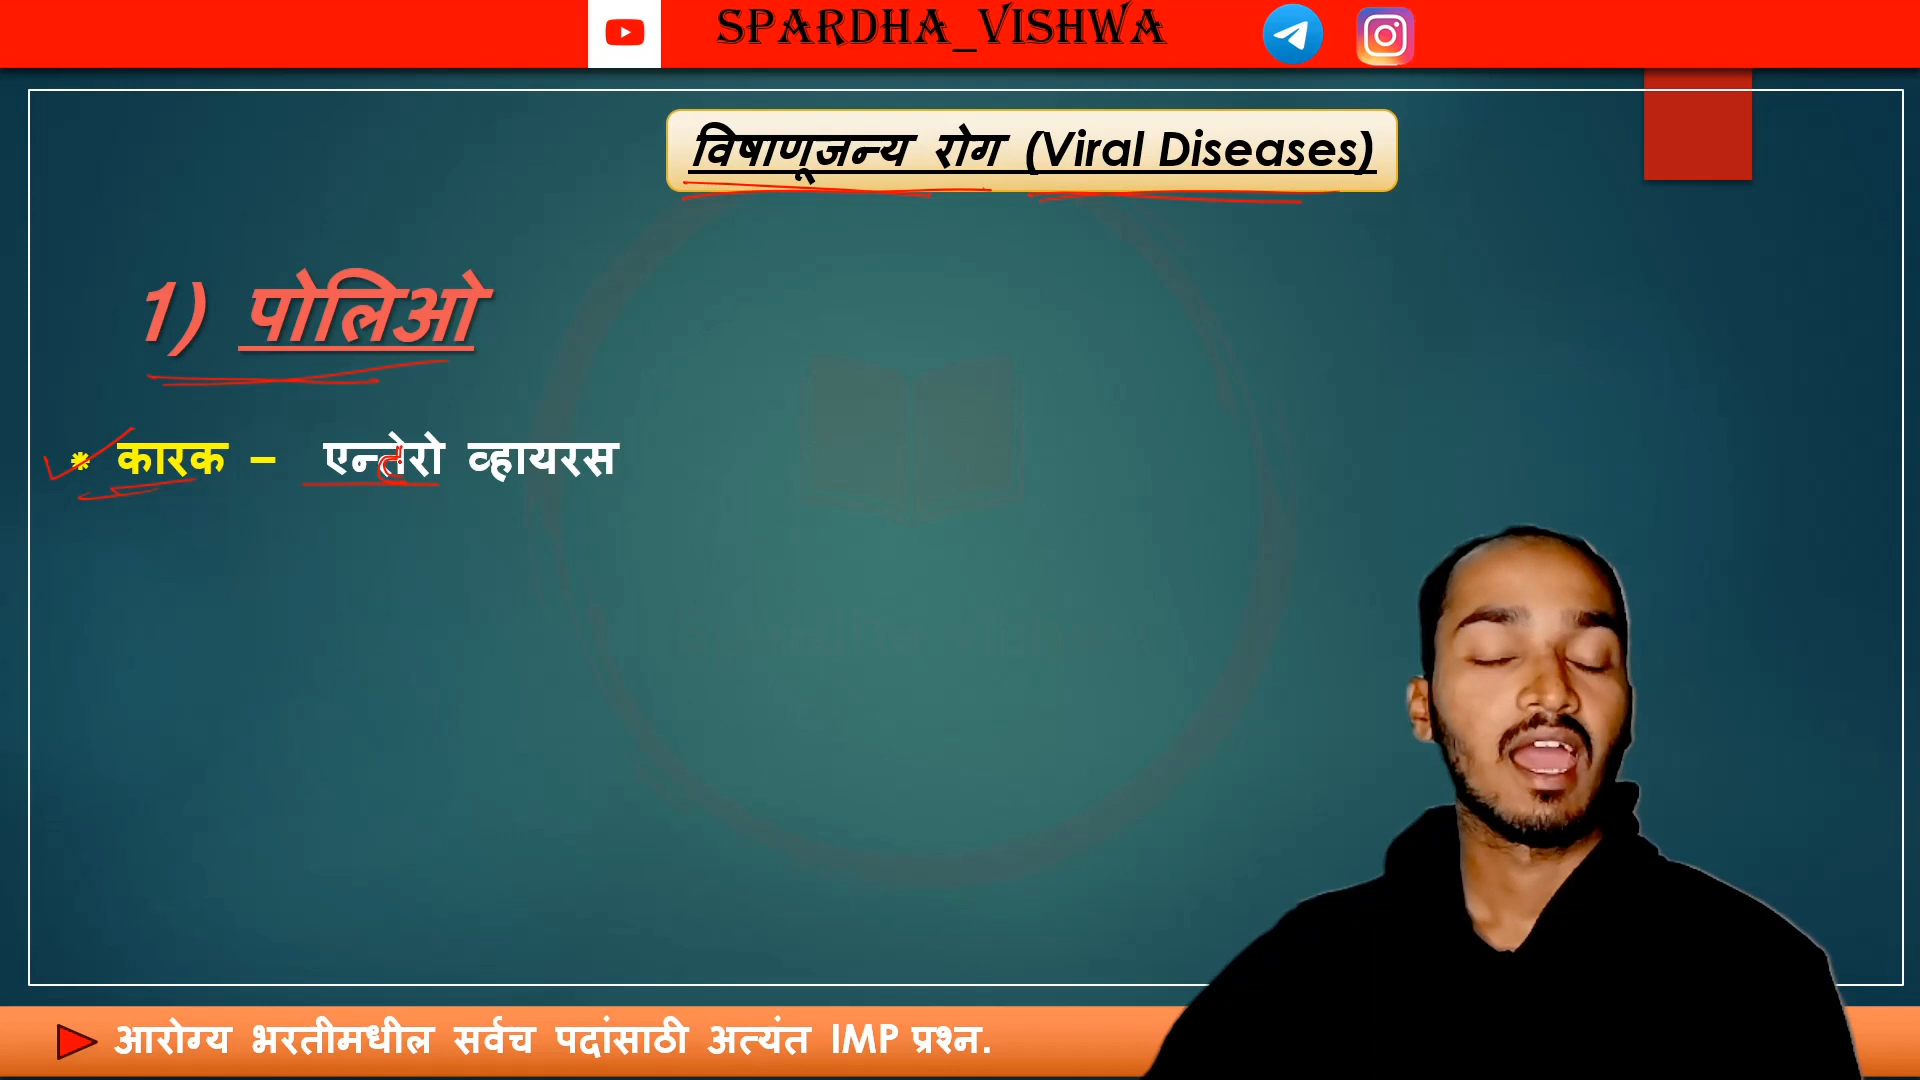 SPARDHA_VISHWA
विषाणूजन्य रोग (Viral Diseases)
1) पोलिओ
* कारक – एन्तेरो व्हायरस
आरोग्य भरतीमधील सर्वच पदांसाठी अत्यंत IMP प्रश्न.